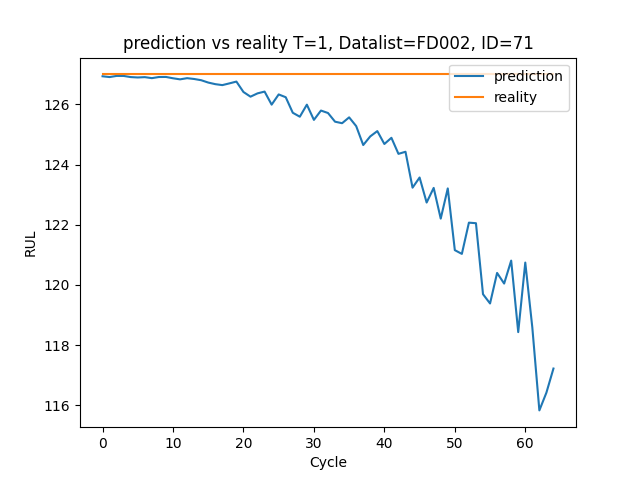 prediction vs reality T=1, Datalist=FD002, ID=71
prediction
reality
126
124
122
120
118
116
RUL
0 10 20 30 40 50 60
Cycle